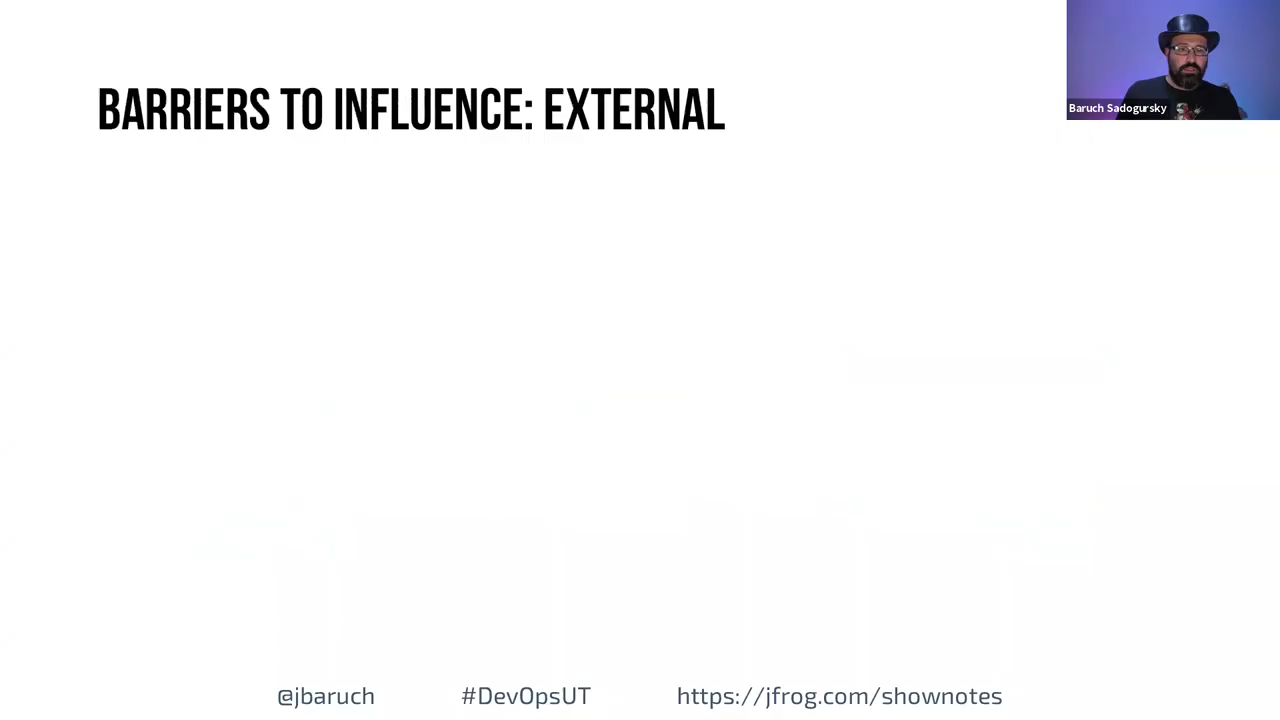 BARRIERS TO INFLUENCE: EXTERNAL
Baruch Sadogursky
@jbaruch #DevOpsUT https://jfrog.com/shownotes